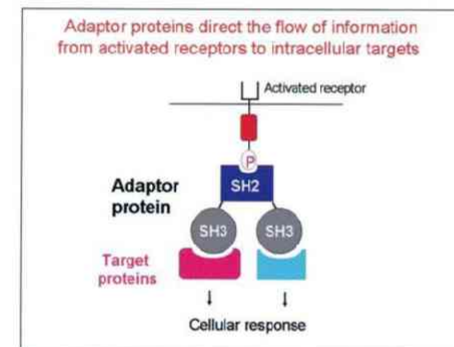 Adaptor proteins direct the flow of information
from activated receptors to intracellular targets
Activated receptor
P
SH2
Adaptor
protein
SH3 SH3
Target
proteins
↓ ↓
Cellular response